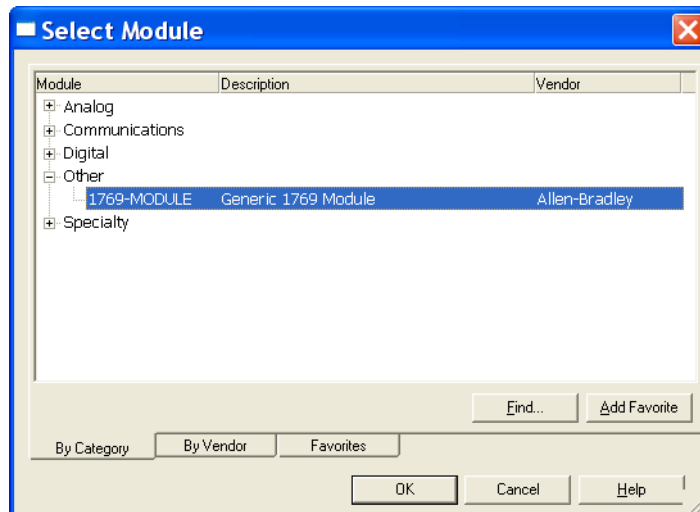 Select Module
Module Description Vendor
Analog
Communications
Digital
Other
1769-MODULE Generic 1769 Module Allen-Bradley
Specialty
Find... Add Favorite
By Category By Vendor Favorites
OK Cancel Help